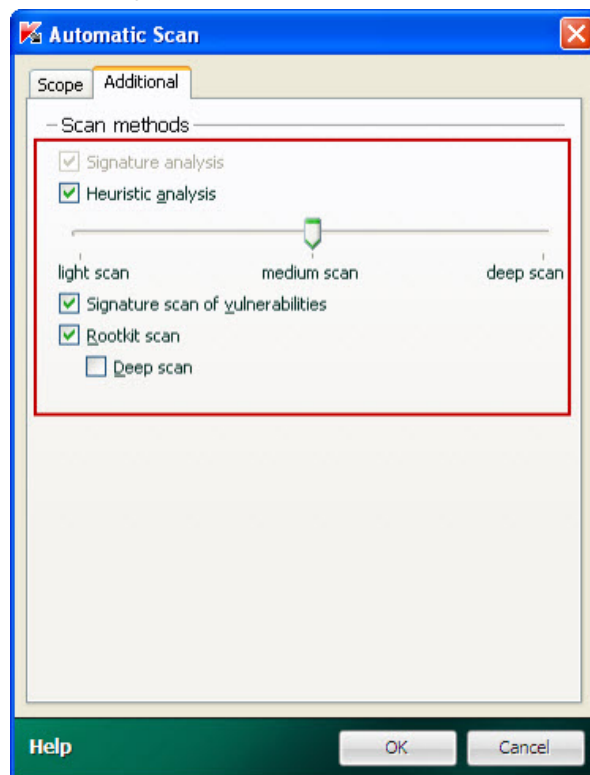 Automatic Scan
Scope Additional
Scan methods
Signature analysis
Heuristic analysis
light scan medium scan deep scan
Signature scan of vulnerabilities
Rootkit scan
Deep scan
Help OK Cancel